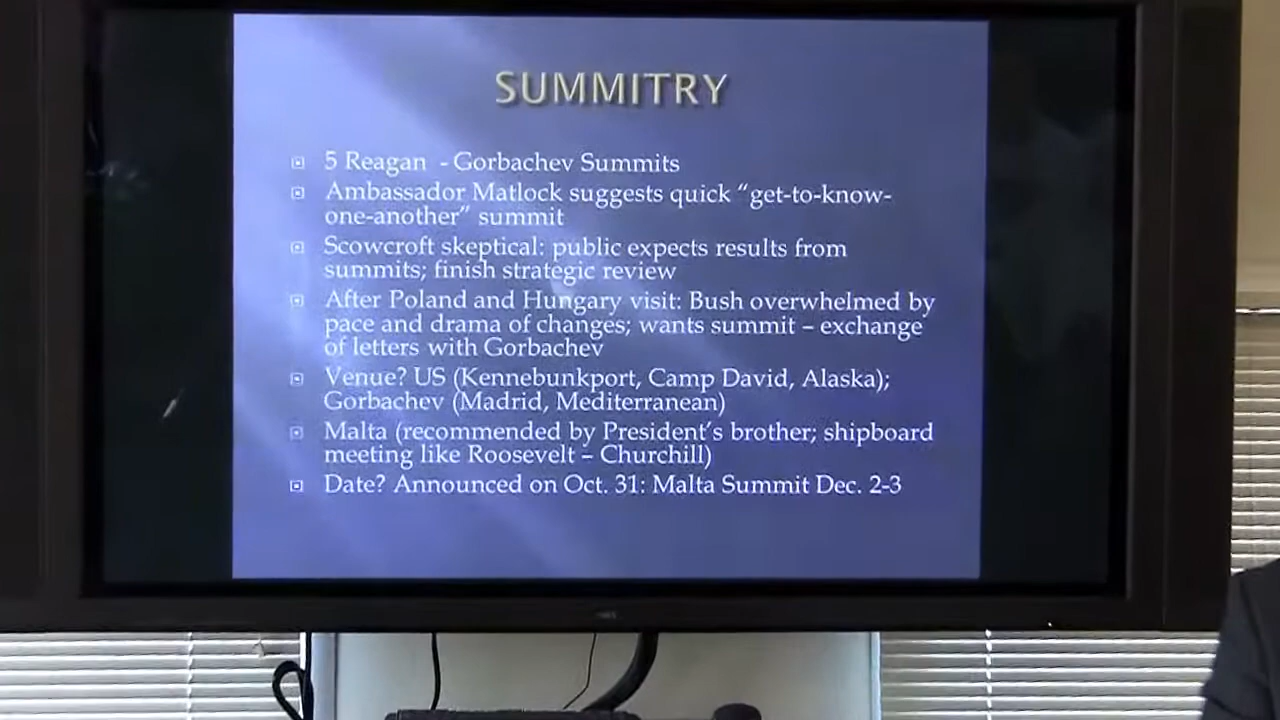 SUMMITRY
5 Reagan - Gorbachev Summits
Ambassador Matlock suggests quick “get-to-know-
one-another” summit
Scowcroft skeptical: public expects results from
summits; finish strategic review
After Poland and Hungary visit: Bush overwhelmed by
pace and drama of changes; wants summit – exchange
of letters with Gorbachev
Venue? US (Kennebunkport, Camp David, Alaska);
Gorbachev (Madrid, Mediterranean)
Malta (recommended by President’s brother; shipboard
meeting like Roosevelt – Churchill)
Date? Announced on Oct. 31: Malta Summit Dec. 2-3